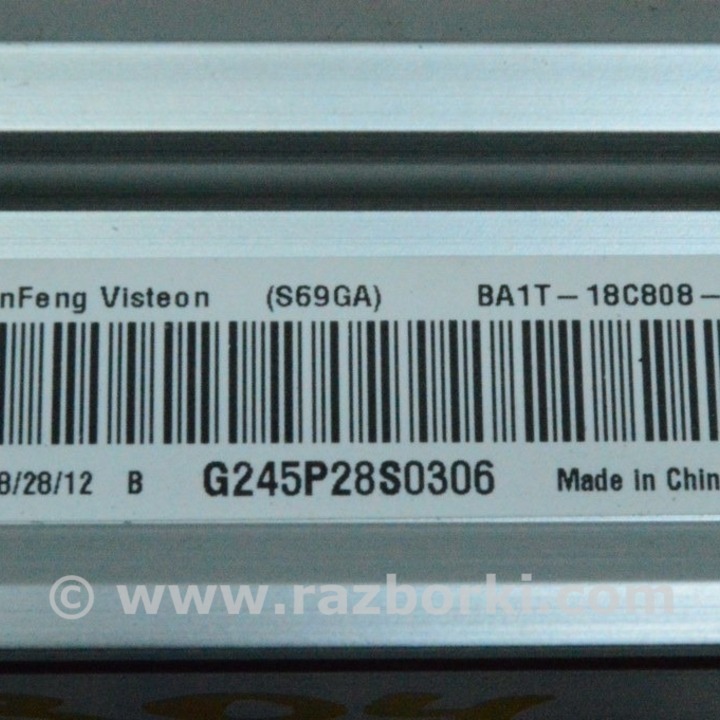 nFeng Visteon (S69GA) BA1T-18C808-
8/28/12 B G245P28S0306 Made in Chin
© www.razborki.com